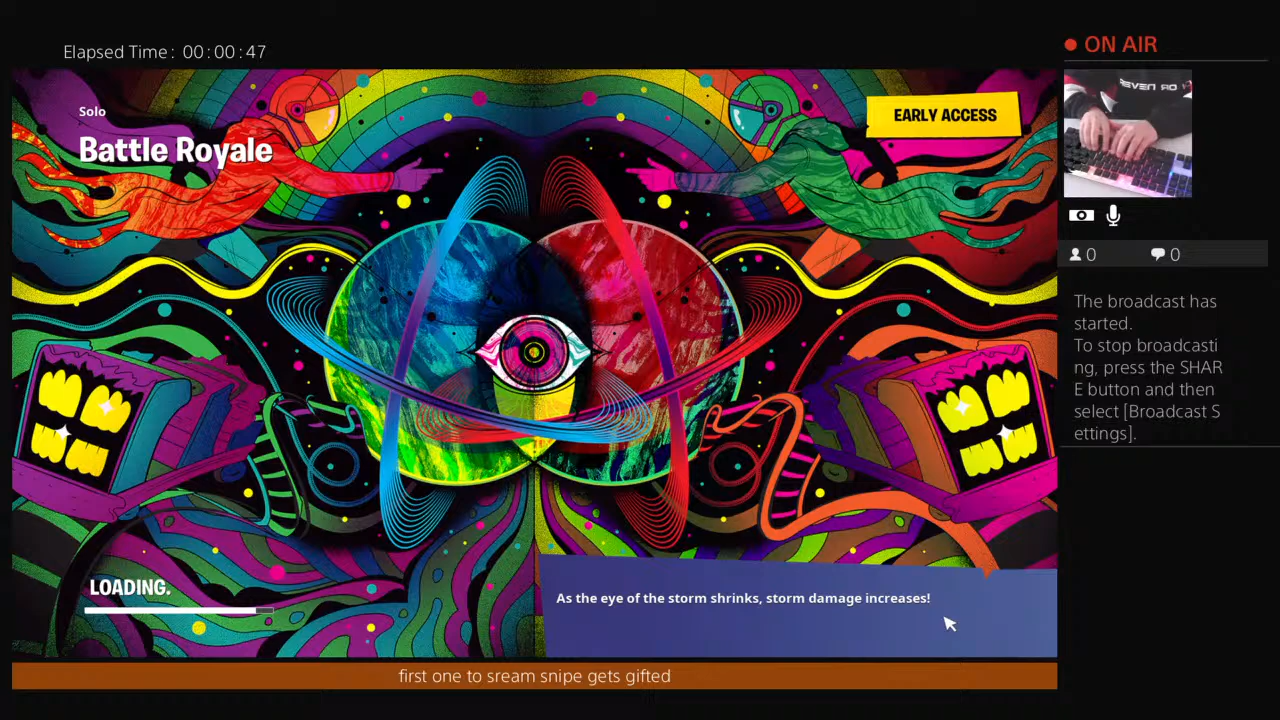 Elapsed Time: 00:00:47
ON AIR
Solo
Battle Royale
EARLY ACCESS
0
0
The broadcast has
started.
To stop broadcasti
ng, press the SHAR
E button and then
select [Broadcast S
ettings].
LOADING.
As the eye of the storm shrinks, storm damage increases!
first one to sream snipe gets gifted